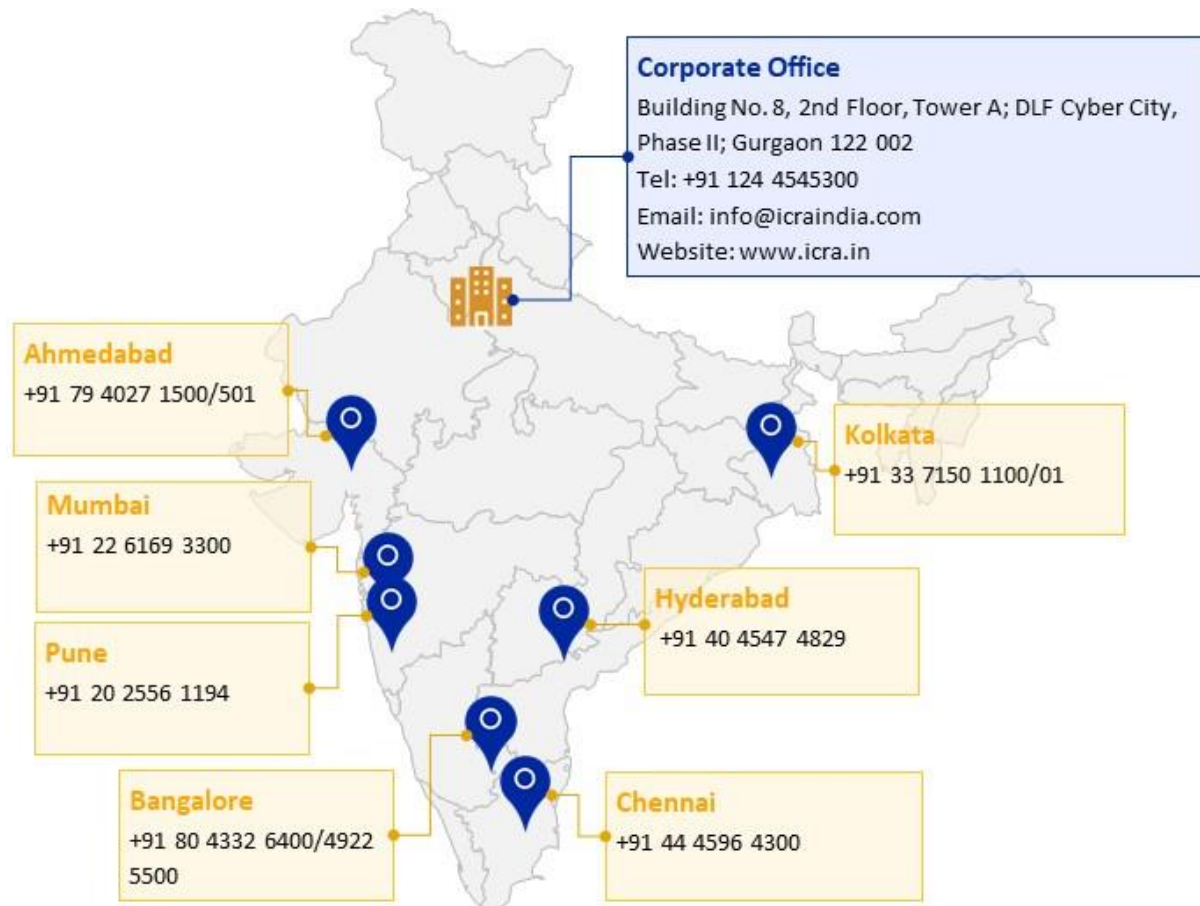 Corporate Office
Building No. 8, 2nd Floor, Tower A; DLF Cyber City,
Phase II; Gurgaon 122 002
Tel: +91 124 4545300
Email: info@icraindia.com
Website: www.icra.in
Ahmedabad
+91 79 4027 1500/501
Kolkata
+91 33 7150 1100/01
Mumbai
+91 22 6169 3300
Hyderabad
+91 40 4547 4829
Pune
+91 20 2556 1194
Bangalore
+91 80 4332 6400/4922
5500
Chennai
+91 44 4596 4300